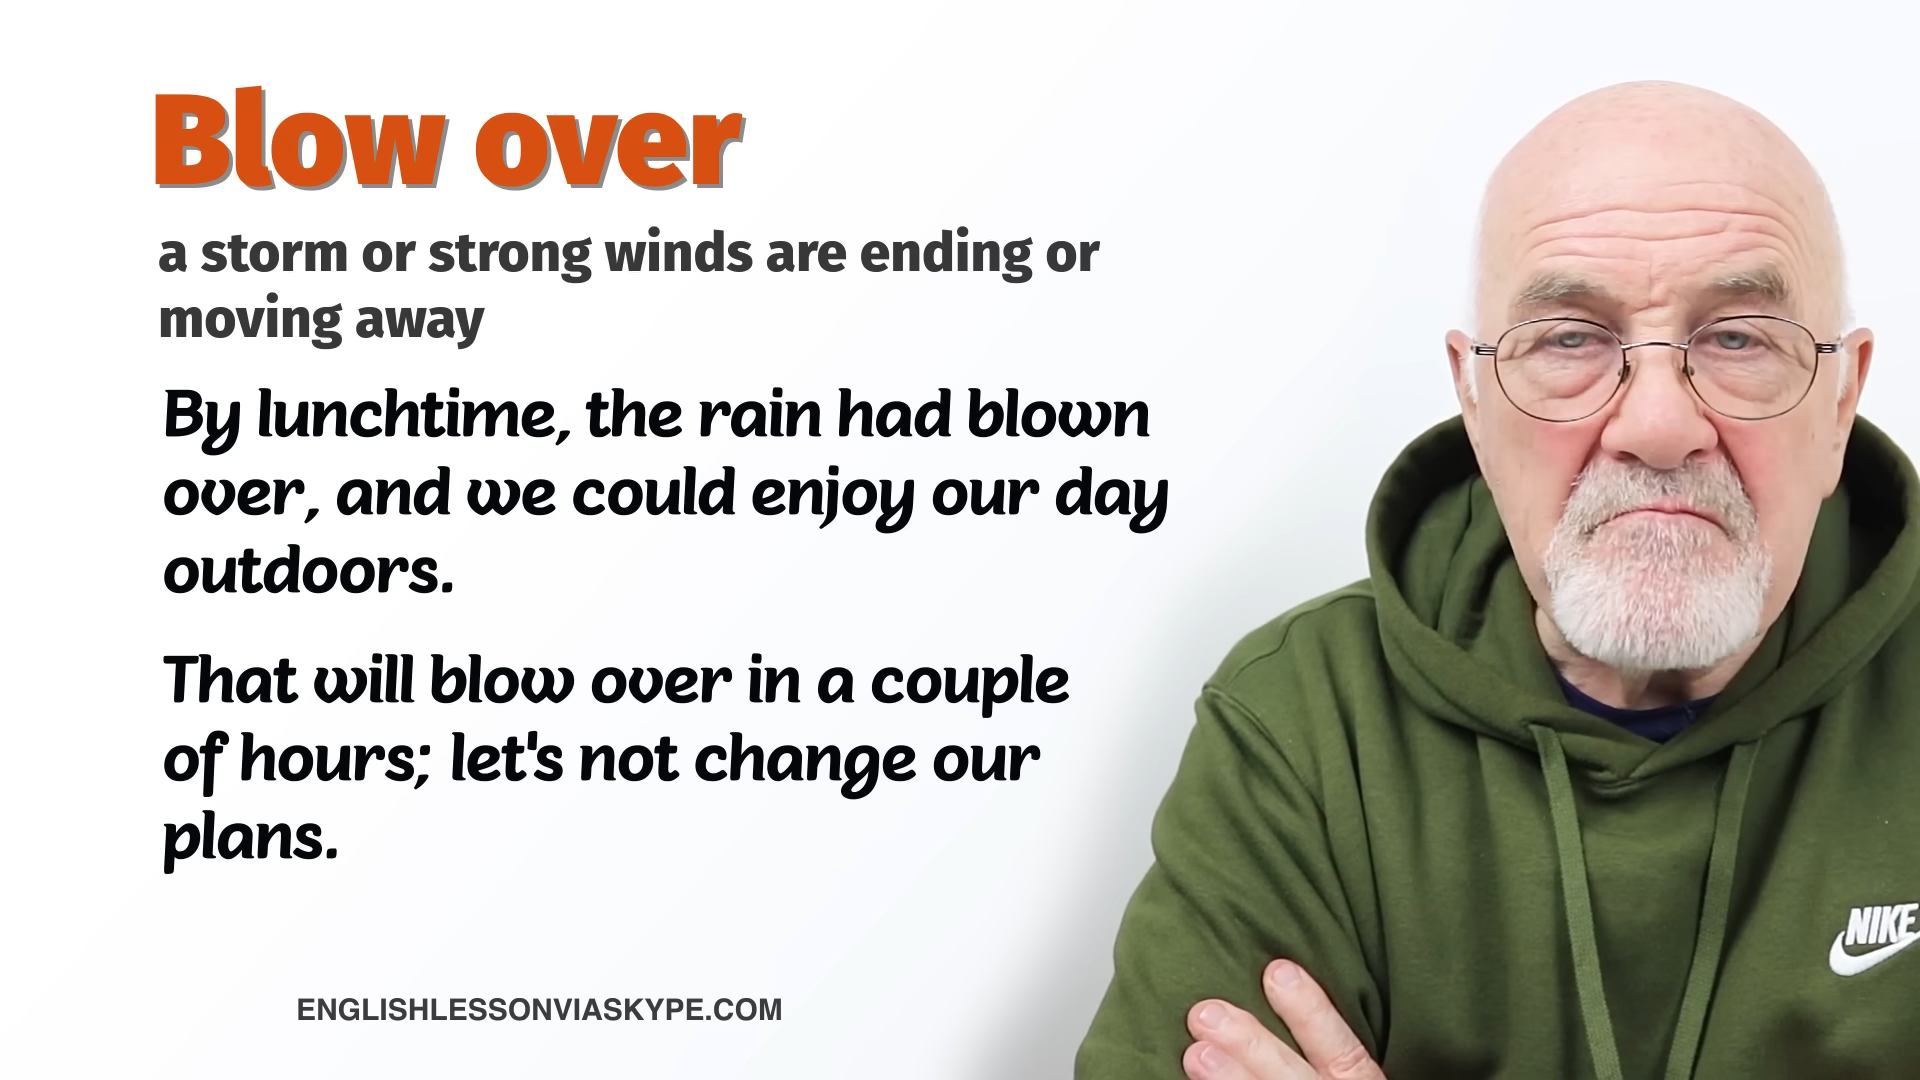 Blow over
a storm or strong winds are ending or
moving away
By lunchtime, the rain had blown
over, and we could enjoy our day
outdoors.
That will blow over in a couple
of hours; let's not change our
plans.
NIKE
ENGLISHLESSONVIASKYPE.COM